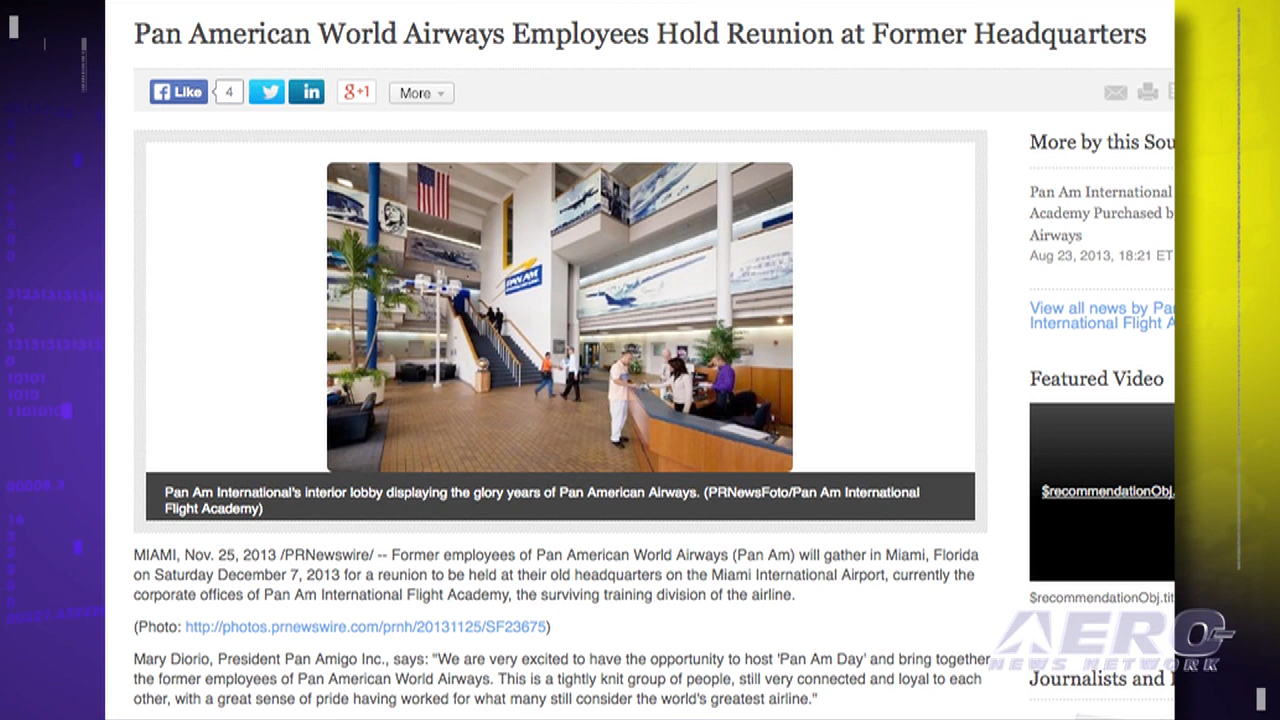 Pan American World Airways Employees Hold Reunion at Former Headquarters
Like
4
in
g+1
More
PAN AM
More by this Sou
Pan Am International
Academy Purchased b
Airways
Aug 23, 2013, 18:21 ET
View all news by Pa
International Flight A
Featured Video
$recommendationObj.
$recommendationObj.tit
Pan Am International's interior lobby displaying the glory years of Pan American Airways. (PRNewsFoto/Pan Am International
Flight Academy)
MIAMI, Nov. 25, 2013 /PRNewswire/ -- Former employees of Pan American World Airways (Pan Am) will gather in Miami, Florida
on Saturday December 7, 2013 for a reunion to be held at their old headquarters on the Miami International Airport, currently the
corporate offices of Pan Am International Flight Academy, the surviving training division of the airline.
(Photo: http://photos.prnewswire.com/prnh/20131125/SF23675)
Mary Diorio, President Pan Amigo Inc., says: "We are very excited to have the opportunity to host 'Pan Am Day' and bring together
the former employees of Pan American World Airways. This is a tightly knit group of people, still very connected and loyal to each
other, with a great sense of pride having worked for what many still consider the world's greatest airline."
AERO-
NEWS NETWORK
Journalists and